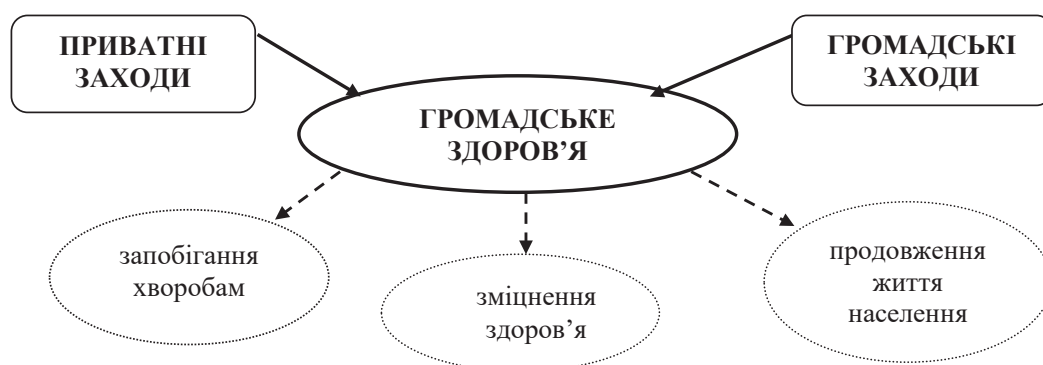 ПРИВАТНІ
ЗАХОДИ
ГРОМАДСЬКІ
ЗАХОДИ
ГРОМАДСЬКЕ
ЗДОРОВ’Я
запобігання
хворобам
зміцнення
здоров’я
продовження
життя
населення